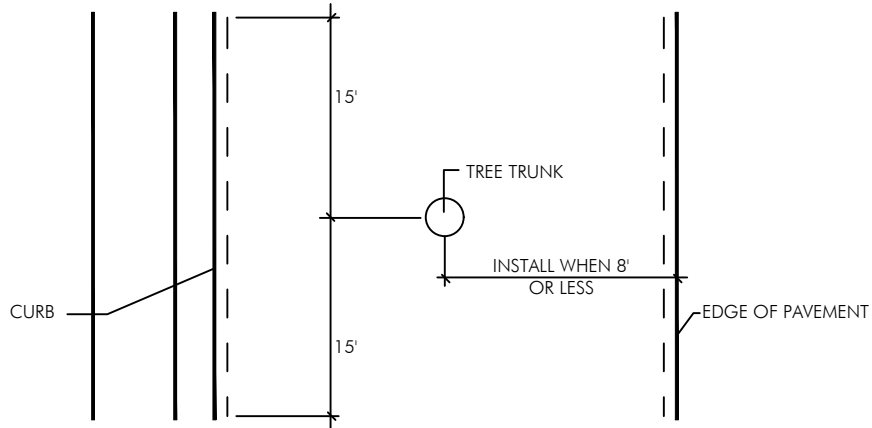 15'
TREE TRUNK
INSTALL WHEN 8'
OR LESS
CURB
EDGE OF PAVEMENT
15'